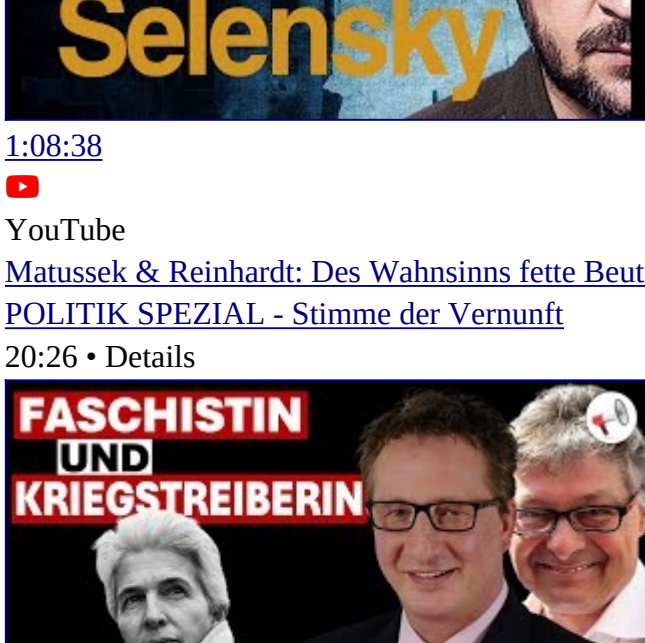 Selensky
1:08:38
YouTube
Matussek & Reinhardt: Des Wahnsinns fette Beut
POLITIK SPEZIAL - Stimme der Vernunft
20:26 • Details
FASCHISTIN
UND
KRIEGSTREIBERIN